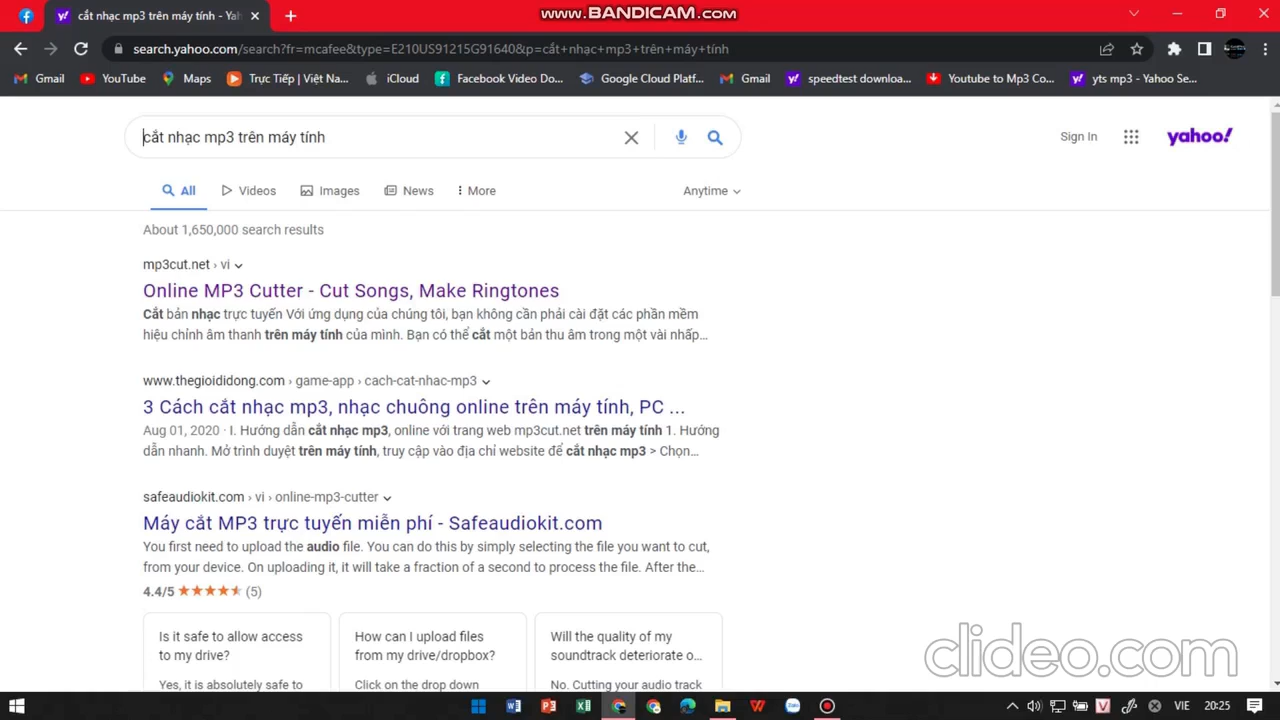 www.BANDICAM.com
cắt nhạc mp3 trên máy tính - Yah
search.yahoo.com/search?fr=mcafee&type=E210US91215G91640&p=cắt+nhạc+mp3+trên+máy+tính
Gmail YouTube Maps Trực Tiếp | Việt Na... iCloud Facebook Video Do... Google Cloud Platf... Gmail speedtest downloa... Youtube to Mp3 Co... yts mp3 - Yahoo Se...
cắt nhạc mp3 trên máy tính
Sign In
yahoo!
All Videos Images News More Anytime
About 1,650,000 search results
mp3cut.net › vi
Online MP3 Cutter - Cut Songs, Make Ringtones
Cắt bản nhạc trực tuyến Với ứng dụng của chúng tôi, bạn không cần phải cài đặt các phần mềm
hiệu chỉnh âm thanh trên máy tính của mình. Bạn có thể cắt một bản thu âm trong một vài nhấp...
www.thegioididong.com › game-app › cach-cat-nhac-mp3
3 Cách cắt nhạc mp3, nhạc chuông online trên máy tính, PC ...
Aug 01, 2020 · I. Hướng dẫn cắt nhạc mp3, online với trang web mp3cut.net trên máy tính 1. Hướng
dẫn nhanh. Mở trình duyệt trên máy tính, truy cập vào địa chỉ website để cắt nhạc mp3 > Chọn...
safeaudiokit.com › vi › online-mp3-cutter
Máy cắt MP3 trực tuyến miễn phí - Safeaudiokit.com
You first need to upload the audio file. You can do this by simply selecting the file you want to cut,
from your device. On uploading it, it will take a fraction of a second to process the file. After the...
4.4/5 (5)
Is it safe to allow access How can I upload files Will the quality of my
to my drive? from my drive/dropbox? soundtrack deteriorate o...
Yes, it is absolutely safe to Click on the drop down No. Cutting your audio track
clideo.com
VIE 20:25